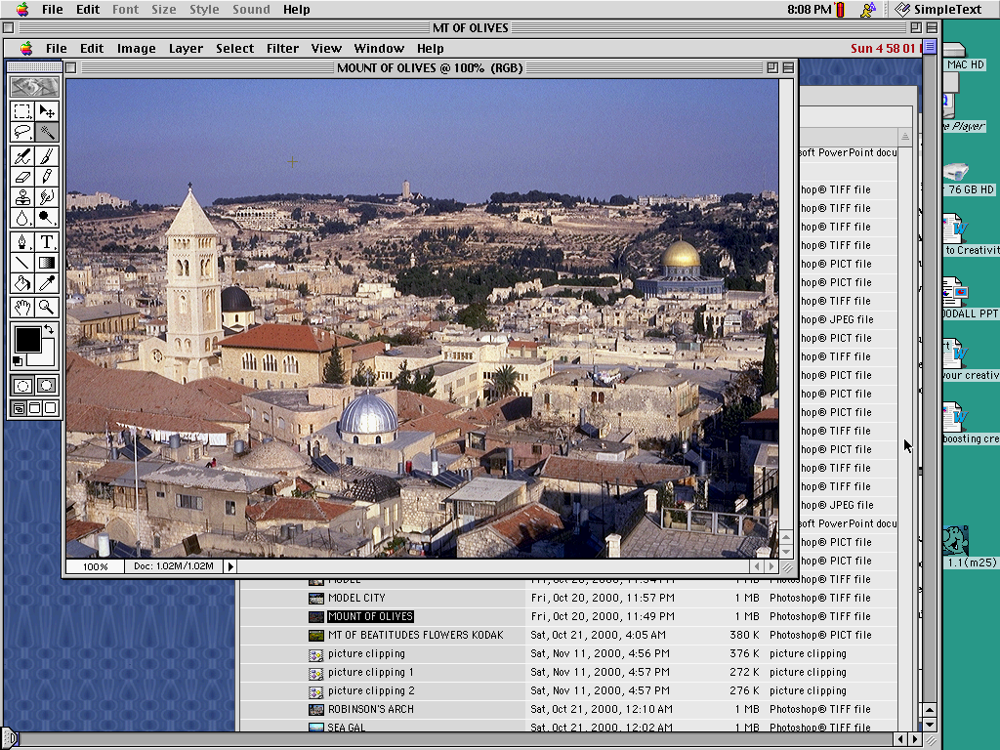 File Edit Font Size Style Sound Help 8:08 PM SimpleText
MT OF OLIVES
File Edit Image Layer Select Filter View Window Help Sun 4 58 01
MOUNT OF OLIVES @ 100% (RGB)
MAC HD
e Player
soft PowerPoint docu
hop® TIFF file
76 GB HD
hop® TIFF file
hop® TIFF file
hop® TIFF file
to Creativit
hop® PICT file
hop® PICT file
hop® TIFF file
ODALL PPT
hop® JPEG file
hop® PICT file
hop® TIFF file
hop® PICT file
your creativ
hop® PICT file
hop® PICT file
hop® TIFF file
boosting cre
hop® PICT file
hop® TIFF file
hop® TIFF file
hop® JPEG file
soft PowerPoint docu
hop® PICT file
hop® PICT file
1.1 (m25)
100% Doc: 1.02M/1.02M
MODEL Fri, Oct 20, 2000, 11:54 PM 1 MB Photoshop® TIFF file
MODEL CITY Fri, Oct 20, 2000, 11:57 PM 1 MB Photoshop® TIFF file
MOUNT OF OLIVES Fri, Oct 20, 2000, 11:49 PM 1 MB Photoshop® TIFF file
MT OF BEATITUDES FLOWERS KODAK Sat, Oct 21, 2000, 4:05 AM 380 K Photoshop® PICT file
picture clipping Sat, Nov 11, 2000, 4:56 PM 376 K picture clipping
picture clipping 1 Sat, Nov 11, 2000, 4:57 PM 272 K picture clipping
picture clipping 2 Sat, Nov 11, 2000, 4:57 PM 276 K picture clipping
ROBINSON'S ARCH Sat, Oct 21, 2000, 12:10 AM 1 MB Photoshop® TIFF file
SEA GAL Sat, Oct 21, 2000, 12:02 AM 1 MB Photoshop® TIFF file